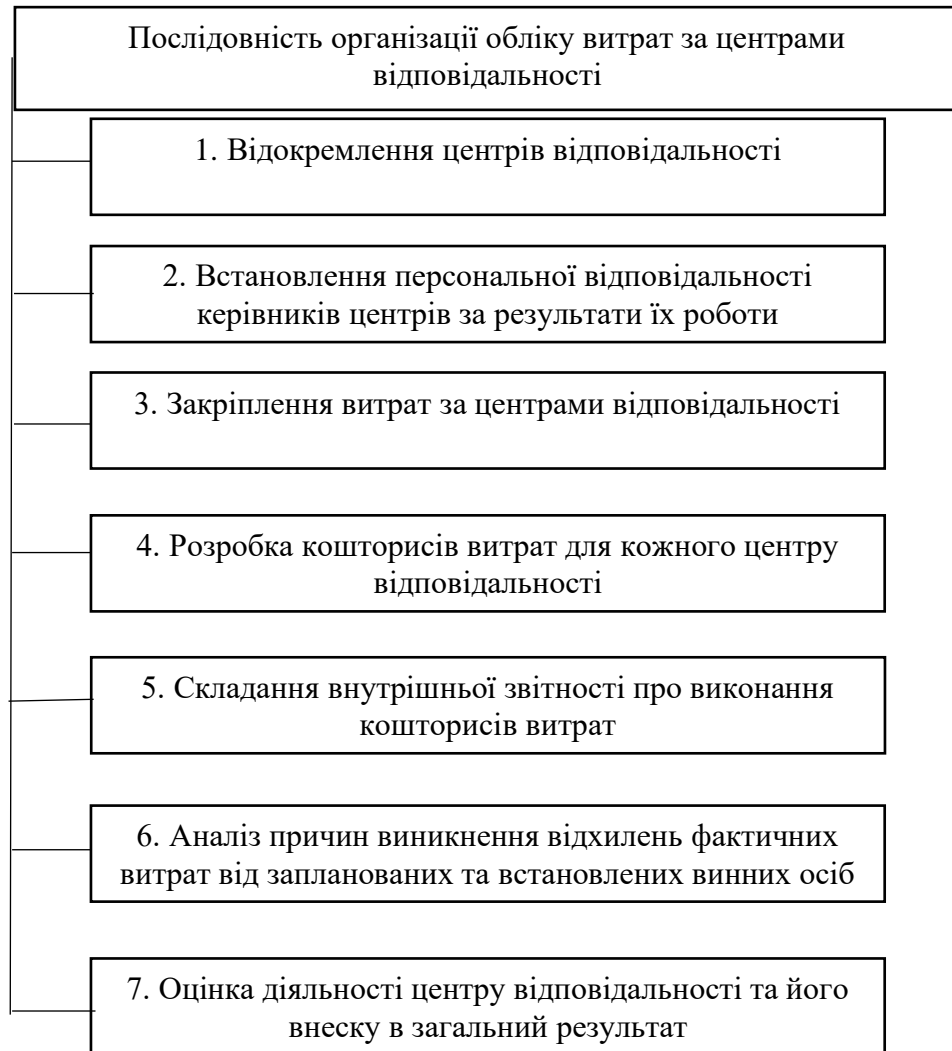 Послідовність організації обліку витрат за центрами
відповідальності
1. Відокремлення центрів відповідальності
2. Встановлення персональної відповідальності
керівників центрів за результати їх роботи
3. Закріплення витрат за центрами відповідальності
4. Розробка кошторисів витрат для кожного центру
відповідальності
5. Складання внутрішньої звітності про виконання
кошторисів витрат
6. Аналіз причин виникнення відхилень фактичних
витрат від запланованих та встановлених винних осіб
7. Оцінка діяльності центру відповідальності та його
внеску в загальний результат